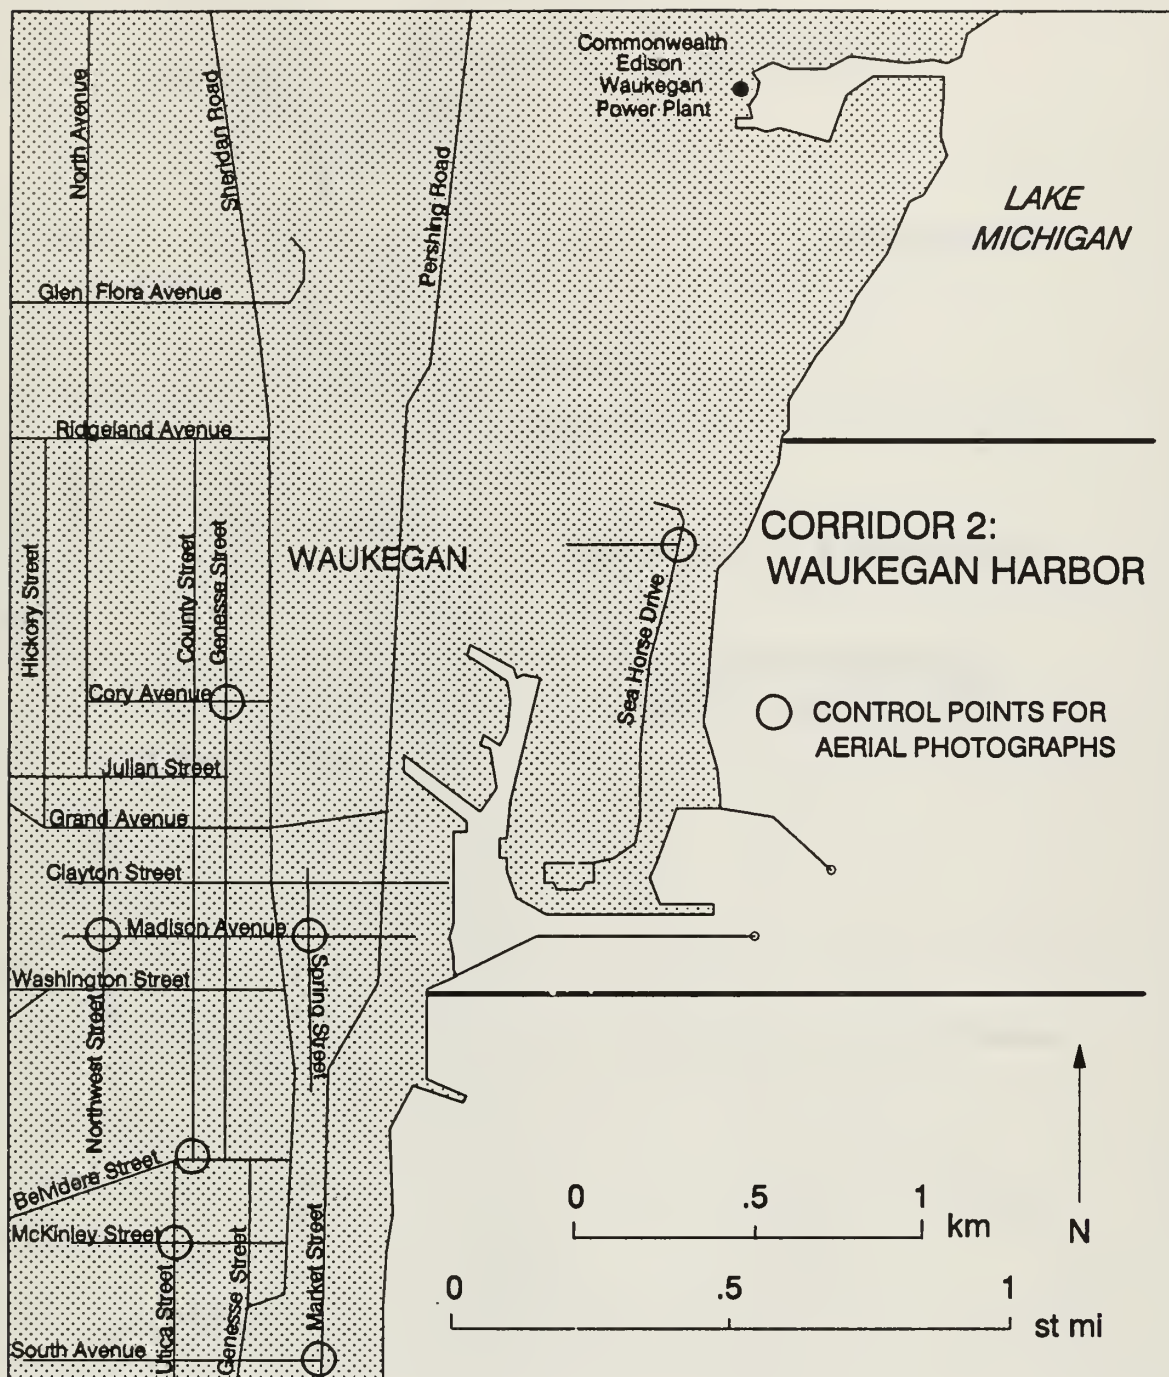 Commonwealth
Edison
Waukegan
Power Plant
North Avenue
Sheridan Road
Pershing Road
LAKE
MICHIGAN
Glen Flora Avenue
Ridgeland Avenue
CORRIDOR 2:
WAUKEGAN HARBOR
WAUKEGAN
Hickory Street
County Street
Genesse Street
Sea Horse Drive
Cory Avenue
CONTROL POINTS FOR
AERIAL PHOTOGRAPHS
Julian Street
Grand Avenue
Clayton Street
Madison Avenue
Washington Street
Spring Street
Northwest Street
Belvidere Street
McKinley Street
Utica Street
Genesse Street
Market Street
South Avenue
0 .5 1
km
N
0 .5 1
st mi